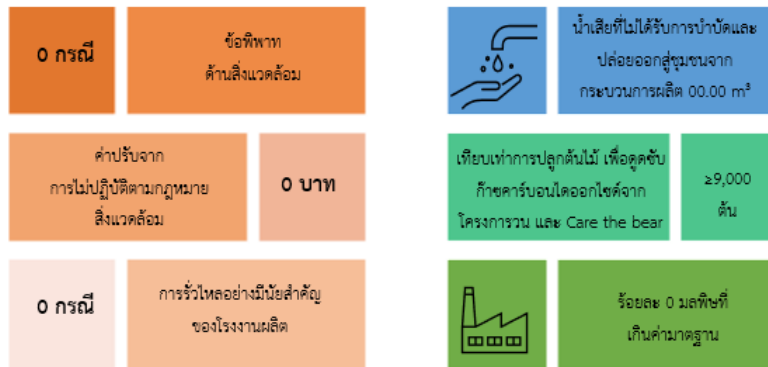 0 กรณี
ข้อพิพาท
ด้านสิ่งแวดล้อม
ค่าปรับจาก
การไม่ปฏิบัติตามกฎหมาย
สิ่งแวดล้อม
0 บาท
0 กรณี
การรั่วไหลอย่างมีนัยสำคัญ
ของโรงงานผลิต
น้ำเสียที่ไม่ได้รับการบำบัดและ
ปล่อยออกสู่ชุมชนจาก
กระบวนการผลิต 00.00 m³
เทียบเท่าการปลูกต้นไม้ เพื่อดูดซับ
ก๊าซคาร์บอนไดออกไซด์จาก
โครงการวน และ Care the bear
≥9,000
ต้น
ร้อยละ 0 มลพิษที่
เกินค่ามาตฐาน